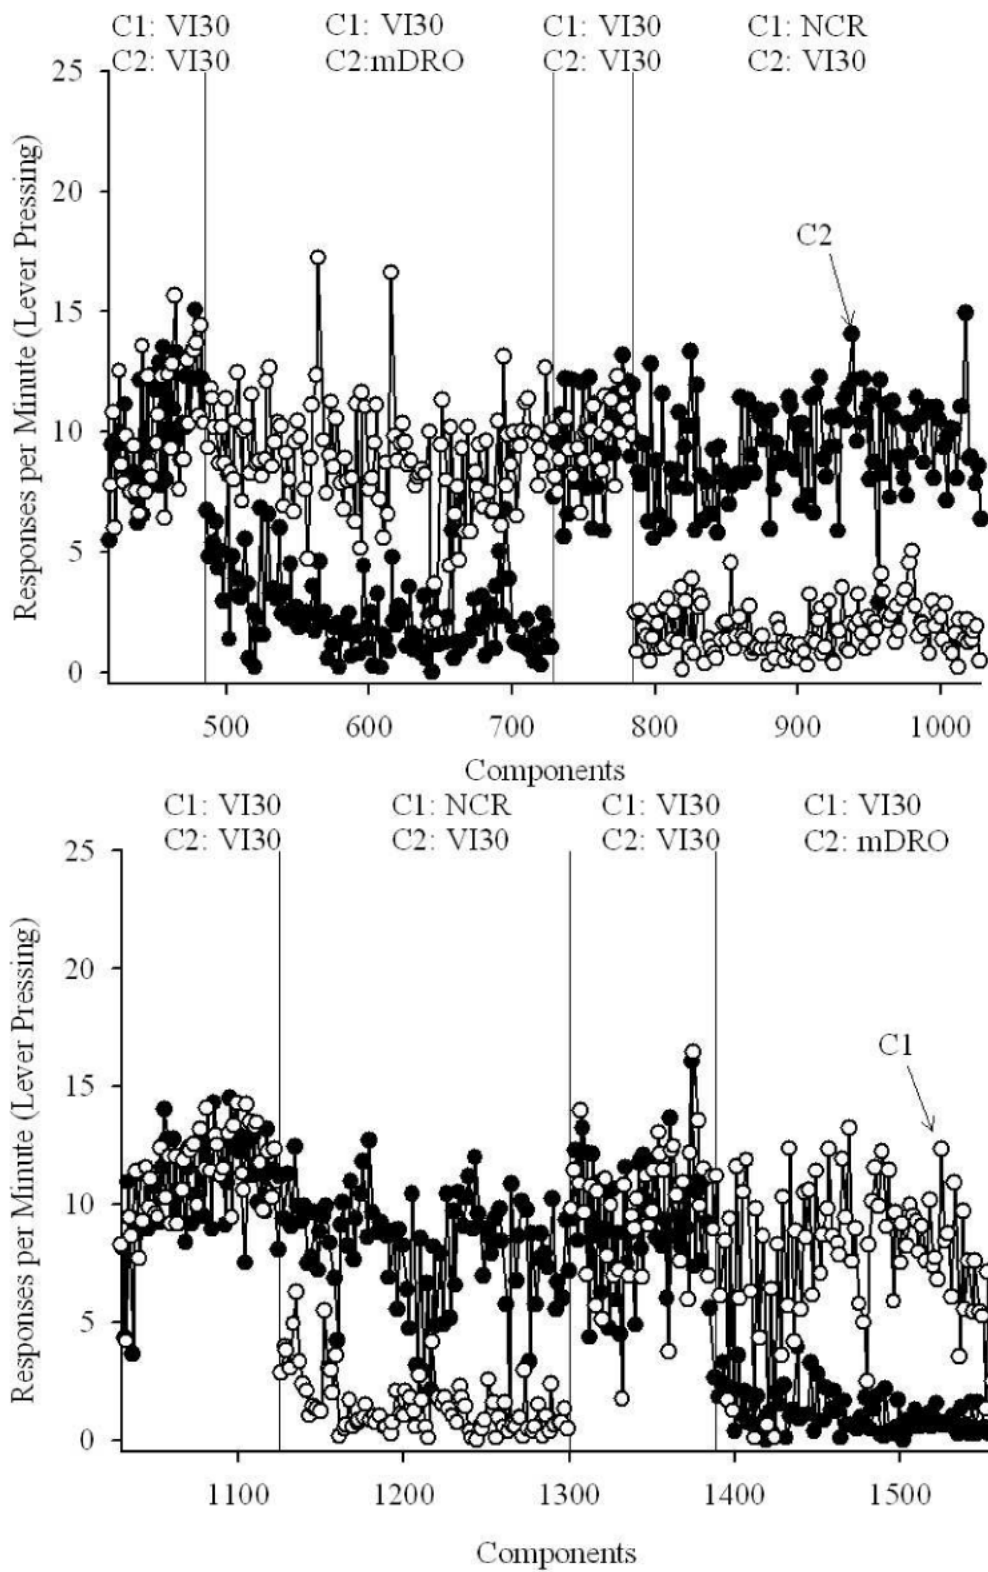 C1: VI30 C1: VI30 C1: VI30 C1: NCR
C2: VI30 C2:mDRO C2: VI30 C2: VI30
25
20
15
10
5
0
Responses per Minute (Lever Pressing)
C2
500 600 700 800 900 1000
Components
C1: VI30 C1: NCR C1: VI30 C1: VI30
C2: VI30 C2: VI30 C2: VI30 C2: mDRO
25
20
15
10
5
0
Responses per Minute (Lever Pressing)
C1
1100 1200 1300 1400 1500
Components